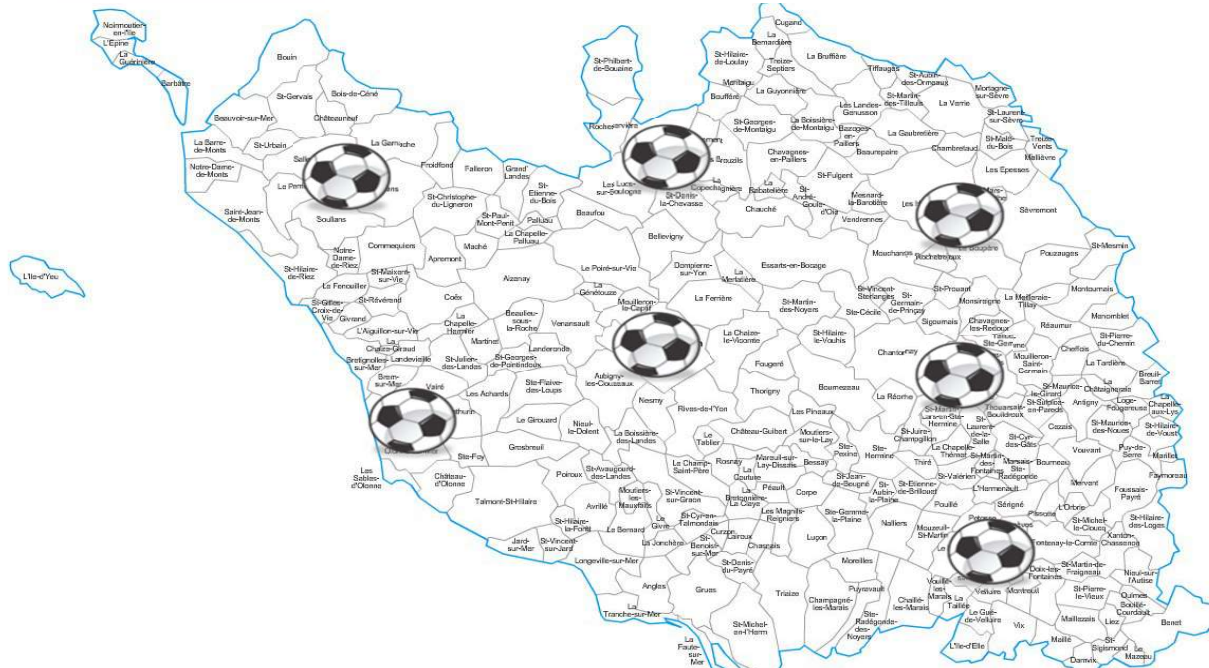 Noirmoutier-
en-l'Ile
L'Epine
La
Guérinière
Barbâtre
Bouin
St-Gervais
Bois-de-Céné
Beauvoir-sur-Mer
Châteauneuf
La Barre-
de-Monts
St-Urbain
Notre-Dame-
de-Monts
Froidfond
Falleron
Grand'
Landes
St-
Etienne-
du-Bois
St-Christophe-
du-Ligneron
Saint-Jean-
de-Monts
Soullans
St-Paul-
Mont-Penit
Palluau
La Chapelle-
Palluau
Beaufou
Commequiers
Notre-
Dame-
de-Riez
Maché
Apremont
L'Ile-d'Yeu
St-Hilaire-
de-Riez
St-Maixent-
sur-Vie
Le Fenouiller
Aizenay
Le Poiré-sur-Vie
St-Gilles-
Croix-de-
Vie
St-Révérend
Givrand
Coëx
L'Aiguillon-sur-Vie
La
Chapelle-
Hermier
Beaulieu-
sous-
la-Roche
Venansault
La
Génétouze
Mouilleron-
le-Captif
La
Chaize-Giraud
Landevieille
Martinet
Landeronde
Bretignolles-
sur-Mer
St-Julien-
des-Landes
St-Georges-
de-Pointindoux
Brem-
sur-Mer
Vairé
Les Achards
Ste-Flaive-
des-Loups
Aubigny-
les-Clouzeaux
Nesmy
Le Girouard
Nieul-
le-Dolent
Grosbreuil
La Boissière-
des-Landes
Ste-Foy
Les
Sables-
d'Olonne
Château-
d'Olonne
Talmont-St-Hilaire
Poiroux
St-Avaugourd-
des-Landes
Avrillé
Moutiers-
les-
Mauxfaits
St-Hilaire-
la-Forêt
Le Bernard
Le
Givre
Jard-
sur-Mer
St-Vincent-
sur-Jard
La Jonchère
Longeville-sur-Mer
Angles
La
Tranche-sur-Mer
Grues
St-Michel-
en-l'Herm
La
Faute-
sur-
Mer
St-Philbert-
de-Bouaine
St-Hilaire-
de-Loulay
La
Bernardière
Cugand
Treize-
Septiers
La Bruffière
Montaigu
Boufféré
La Guyonnière
Tiffauges
St-Aubin-
des-Ormeaux
Mortagne-
sur-Sèvre
St-Martin-
des-Tilleuls
La Verrie
St-Laurent-
sur-Sèvre
Les Landes-
Genusson
St-Georges-
de-Montaigu
La Boissière-
de-Montaigu
Bazoges-
en-
Paillers
La Gaubretière
St-Malô-
du-Bois
Treize-
Vents
Mallièvre
Chambretaud
Beaurepaire
Chavagnes-
en-Paillers
Les Epesses
St-Fulgent
Les Lucs-
sur-Boulogne
La
Copechagnière
St-Denis-
la-Chevasse
La
Rabatelière
St-
André-
Goule-
d'Oie
Mesnard-
la-Barotière
Chauché
Vendrennes
Sèvremont
Bellevigny
Le Boupère
Mouchamps
Rochetrejoux
St-Mesmin
Pouzauges
Dompierre-
sur-Yon
La
Merlatière
Essarts-en-Bocage
La Ferrière
St-Martin-
des-Noyers
St-Vincent-
Sterlanges
St-
Germain-
de-Prinçay
St-Prouant
Monsireigne
La Meilleraie-
Tillay
Montournais
Ste-Cécile
Sigournais
Chavagnes-
les-Redoux
Réaumur
Menomblet
St-Pierre-
du-Chemin
La Chaize-
le-Vicomte
St-Hilaire-
le-Vouhis
Chantonnay
Mouilleron-
Saint-
Germain
Cheffois
La Tardière
Breuil-
Barret
Fougeré
Thorigny
Bournezeau
La Réorthe
St-Maurice-
le-Girard
La
Châtaigneraie
La
Chapelle-
aux-Lys
Thouarsais-
Bouildroux
St-Sulpice-
en-Pareds
Antigny
Loge-
Fougereuse
Cezais
St-Maurice-
des-Noues
St-Hilaire-
de-Voust
Rives-de-l'Yon
Les Pineaux
Château-Guibert
Moutiers-
sur-le-Lay
St-Juire-
Champgillon
St-Laurent-
de-la-
Salle
St-Cyr-
des-Gâts
Vouvant
Puy-de-
Serre
Marillet
Le
Tablier
Ste-
Pexine
Ste-
Hermine
La Chapelle-
Thémer
St-Martin-
des-
Fontaines
Marsais-
Ste-
Radégonde
Bourneau
Faymoreau
Le Champ-
Saint-Père
Rosnay
Mareuil-sur-
Lay-Dissais
Bessay
Thiré
La
Couture
St-Jean-
de-Beugné
St-Valérien
Mervent
Foussais-
Payré
St-Vincent-
sur-Graon
La
Bretonnière-
La Claye
Péault
Corpe
St-
Aubin-
la-Plaine
St-Etienne-
de-Brillouet
L'Hermenault
Sérigné
Pouillé
L'Orbrie
St-Cyr-en-
Talmondais
Les Magnils-
Reigniers
Ste-Gemme-
la-Plaine
Nalliers
Mouzeuil-
St-Martin
Pissotte
St-Michel-
le-Cloucq
St-Hilaire-
des-Loges
Curzon
Lairoux
St-
Benoist-
sur-Mer
Chasnais
Luçon
Fontenay-le-Comte
Xanton-
Chassenon
St-Denis-
du-Payré
Moreilles
Doix-les-
Fontaines
St-Martin-de-
Fraigneau
Nieul-sur-
l'Autise
Triaize
Champagné-
les-Marais
Puyravault
Chaillé-
les-Marais
Vouillé-
les-
Marais
La
Taillée
Velluire
Montreuil
St-Pierre-
le-Vieux
Oulmes
Bouillé-
Courdault
Ste-
Radégonde-
des-
Noyers
Le Gué-
de-Velluire
Vix
Maillezais
Liez
Benet
L'Ile-d'Elle
Maillé
St-
Sigismond
Damvix
Le
Mazeau